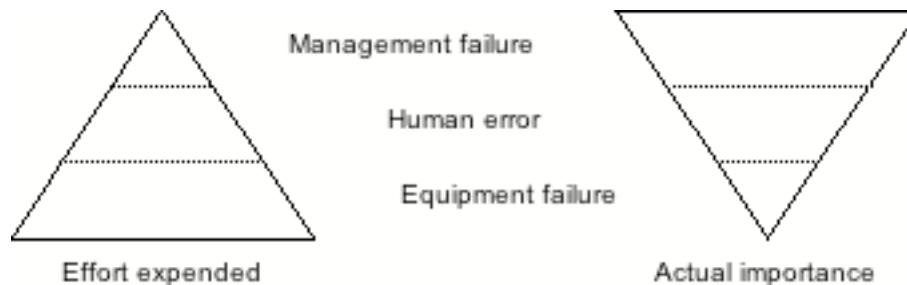 Management failure
Human error
Equipment failure
Effort expended
Actual importance